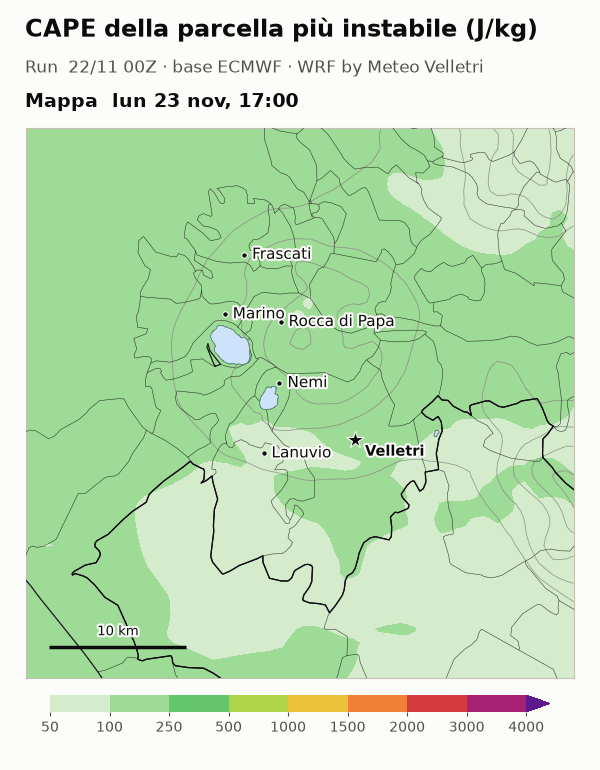 CAPE della parcella più instabile (J/kg)
Run  22/11 00Z · base ECMWF · WRF by Meteo Velletri
Mappa  lun 23 nov, 17:00
Frascati
Marino
Rocca di Papa
Nemi
Velletri
Lanuvio
10 km
50 100 250 500 1000 1500 2000 3000 4000